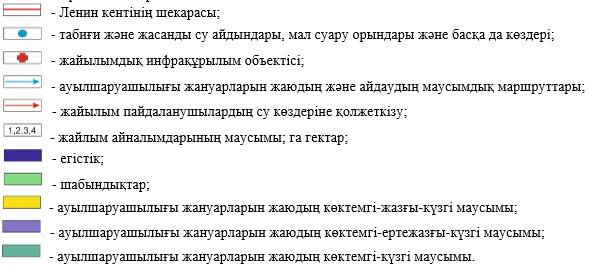 - Ленин кентінің шекарасы;
- табиғи және жасанды су айдындары, мал суару орындары және басқа да көздері;
- жайылымдық инфрақұрылым объектісі;
- ауылшаруашылығы жануарларын жаюдың және айдаудың маусымдық маршруттары;
- жайылым пайдаланушылардың су көздеріне қолжеткізу;
1,2,3,4 - жайлым айналымдарының маусымы; га гектар;
- егістік;
- шабындықтар;
- ауылшаруашылығы жануарларын жаюдың көктемгі-жазғы-күзгі маусымы;
- ауылшаруашылығы жануарларын жаюдың көктемгі-ертежазғы-күзгі маусымы;
- ауылшаруашылығы жануарларын жаюдың көктемгі-күзгі маусымы.